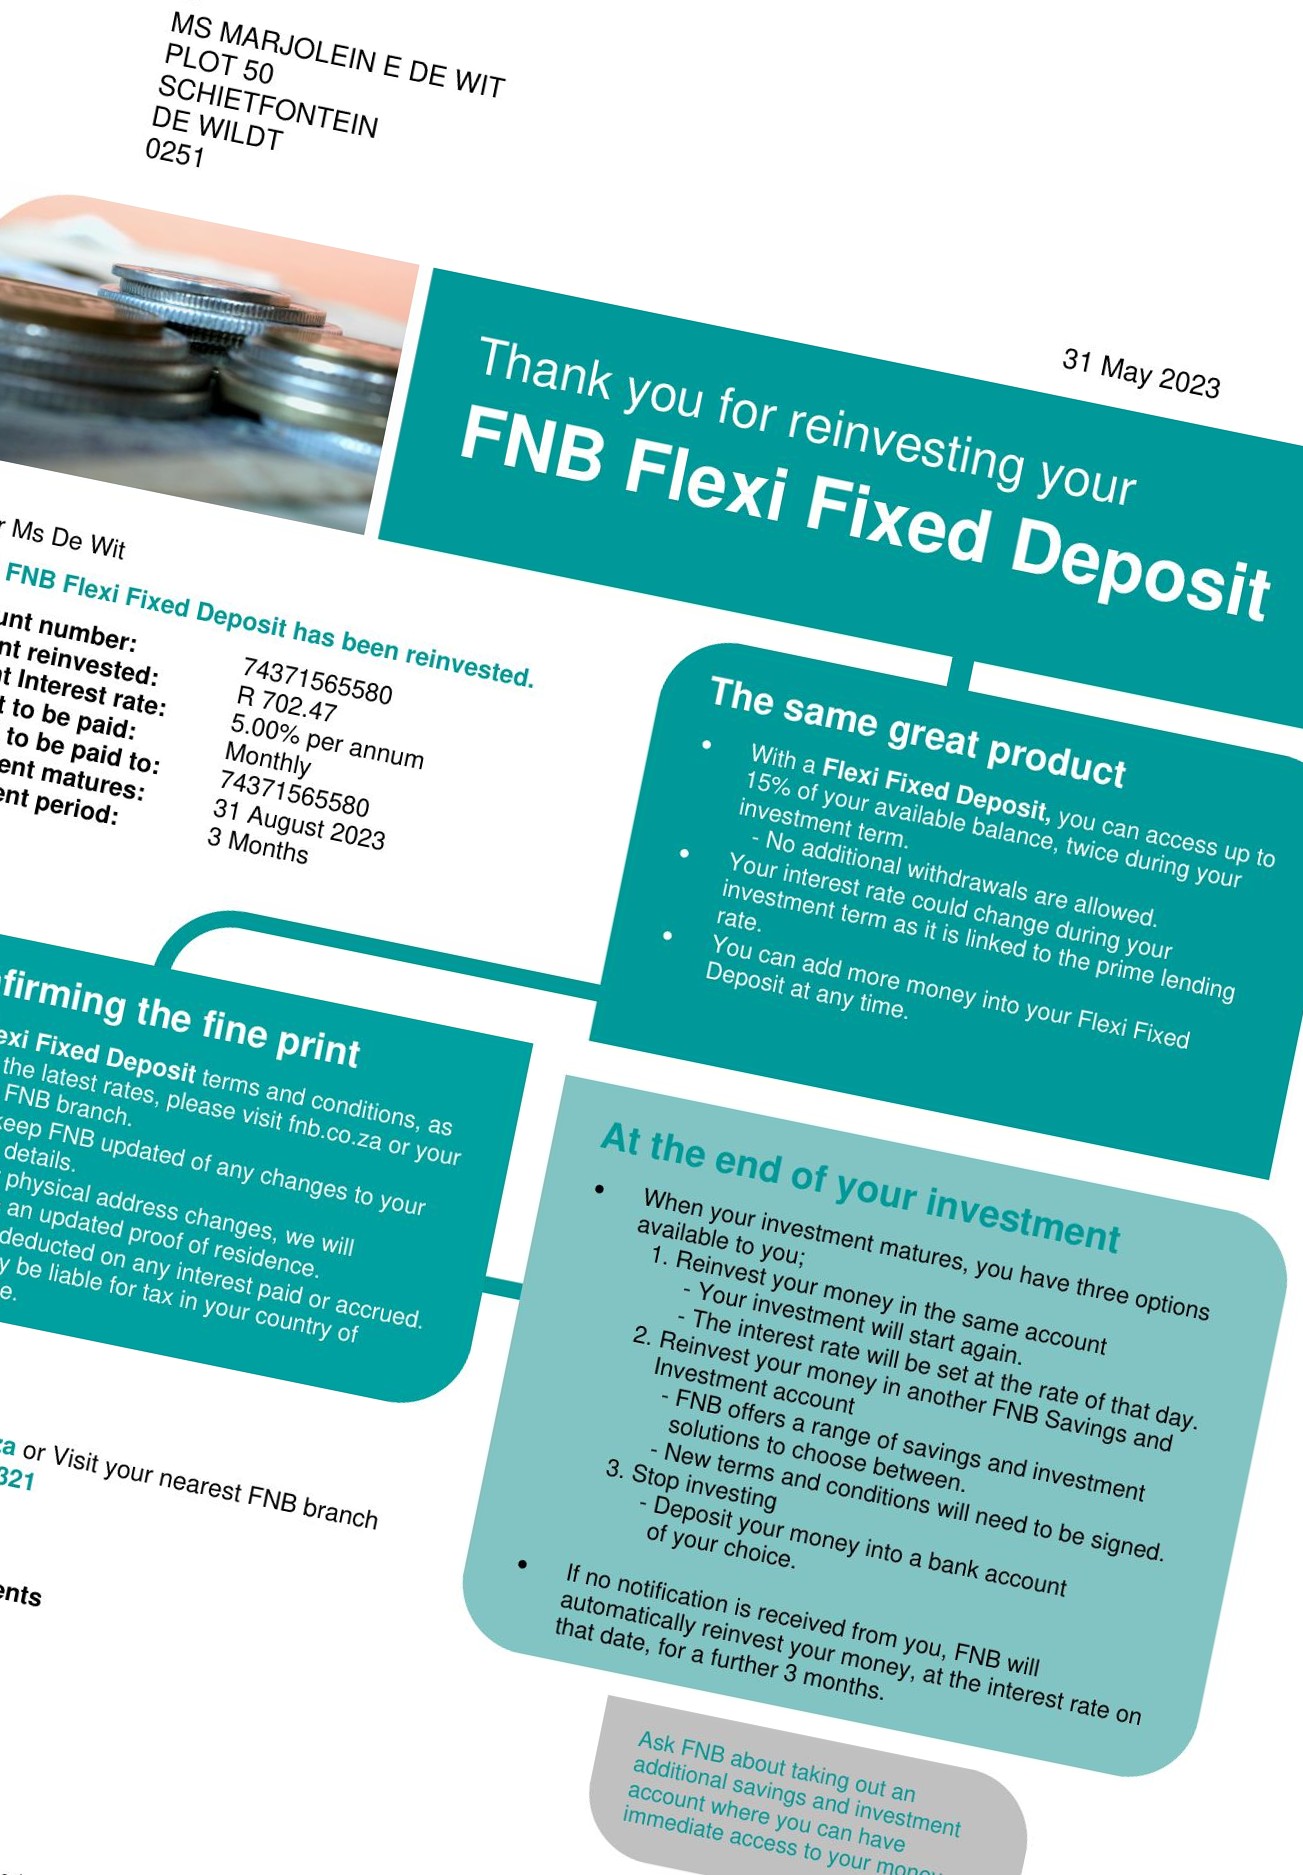 MS MARJOLEIN E DE WIT
PLOT 50
SCHIETFONTEIN
DE WILDT
0251
31 May 2023
Thank you for reinvesting your
FNB Flexi Fixed Deposit
Ms De Wit
FNB Flexi Fixed Deposit has been reinvested.
number: 74371565580
reinvested: R 702.47
Interest rate: 5.00% per annum
to be paid: Monthly
to be paid to: 74371565580
matures: 31 August 2023
period: 3 Months
The same great product
• With a Flexi Fixed Deposit, you can access up to
15% of your available balance, twice during your
investment term.
- No additional withdrawals are allowed.
• Your interest rate could change during your
investment term as it is linked to the prime lending
rate.
• You can add more money into your Flexi Fixed
Deposit at any time.
the fine print
Fixed Deposit terms and conditions, as
the latest rates, please visit fnb.co.za or your
FNB branch.
keep FNB updated of any changes to your
details.
physical address changes, we will
an updated proof of residence.
deducted on any interest paid or accrued.
be liable for tax in your country of
At the end of your investment
• When your investment matures, you have three options
available to you;
1. Reinvest your money in the same account
- Your investment will start again.
- The interest rate will be set at the rate of that day.
2. Reinvest your money in another FNB Savings and
Investment account
- FNB offers a range of savings and investment
solutions to choose between.
- New terms and conditions will need to be signed.
3. Stop investing
- Deposit your money into a bank account
of your choice.
• If no notification is received from you, FNB will
automatically reinvest your money, at the interest rate on
that date, for a further 3 months.
or Visit your nearest FNB branch
321
Ask FNB about taking out an
additional savings and investment
account where you can have
immediate access to your money